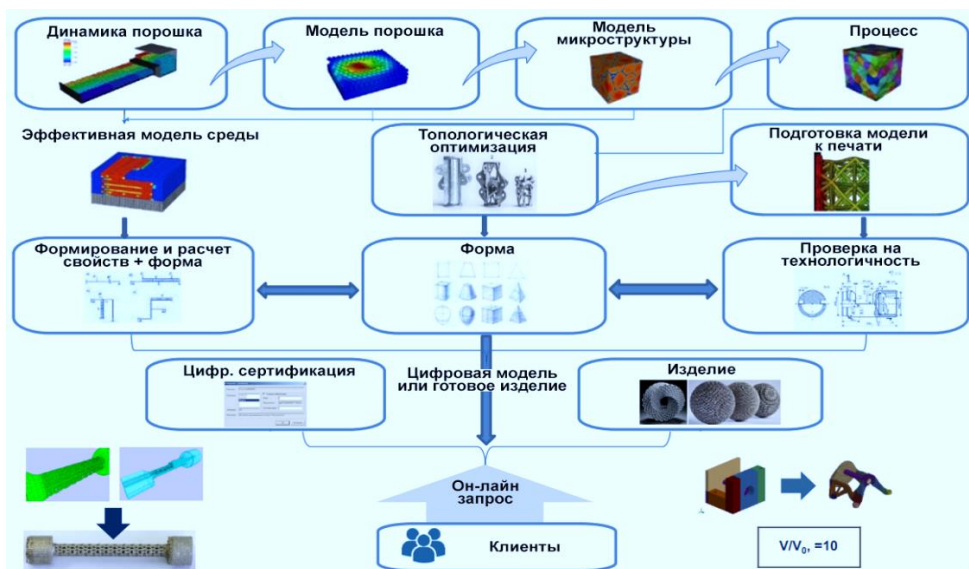 Динамика порошка
Модель порошка
Модель
микроструктуры
Процесс
Эффективная модель среды
Топологическая
оптимизация
Подготовка модели
к печати
Формирование и расчет
свойств + форма
Форма
Проверка на
технологичность
Цифр. сертификация
Цифровая модель
или готовое изделие
Изделие
Он-лайн
запрос
Клиенты
V/V₀, =10